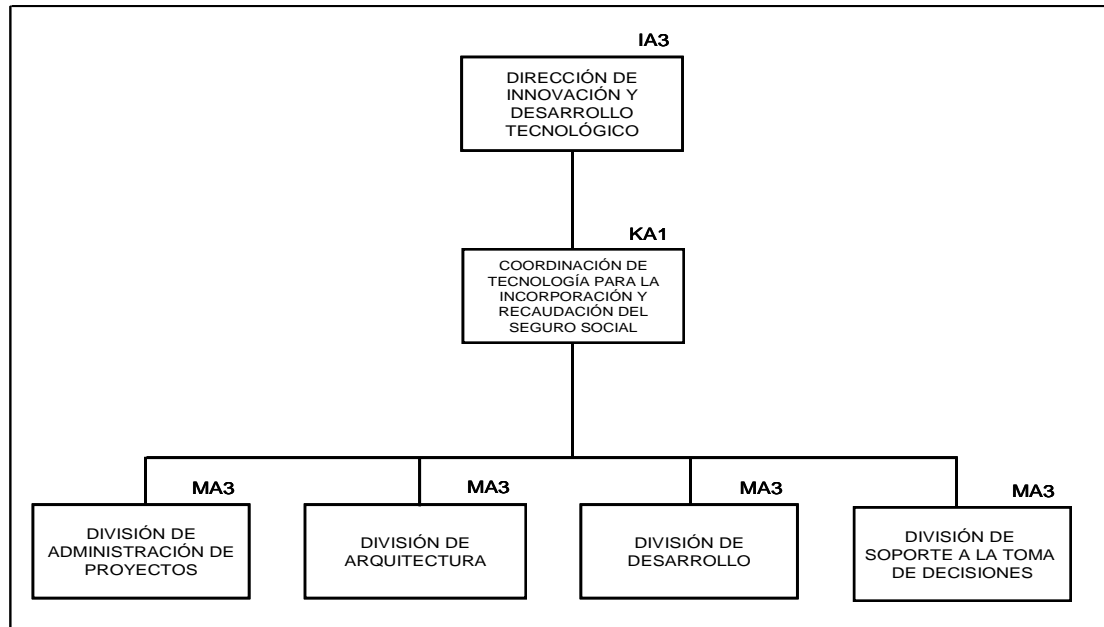 IA3
DIRECCIÓN DE
INNOVACIÓN Y
DESARROLLO
TECNOLÓGICO
KA1
COORDINACIÓN DE
TECNOLOGÍA PARA LA
INCORPORACIÓN Y
RECAUDACIÓN DEL
SEGURO SOCIAL
MA3
DIVISIÓN DE
ADMINISTRACIÓN DE
PROYECTOS
MA3
DIVISIÓN DE
ARQUITECTURA
MA3
DIVISIÓN DE
DESARROLLO
MA3
DIVISIÓN DE
SOPORTE A LA TOMA
DE DECISIONES